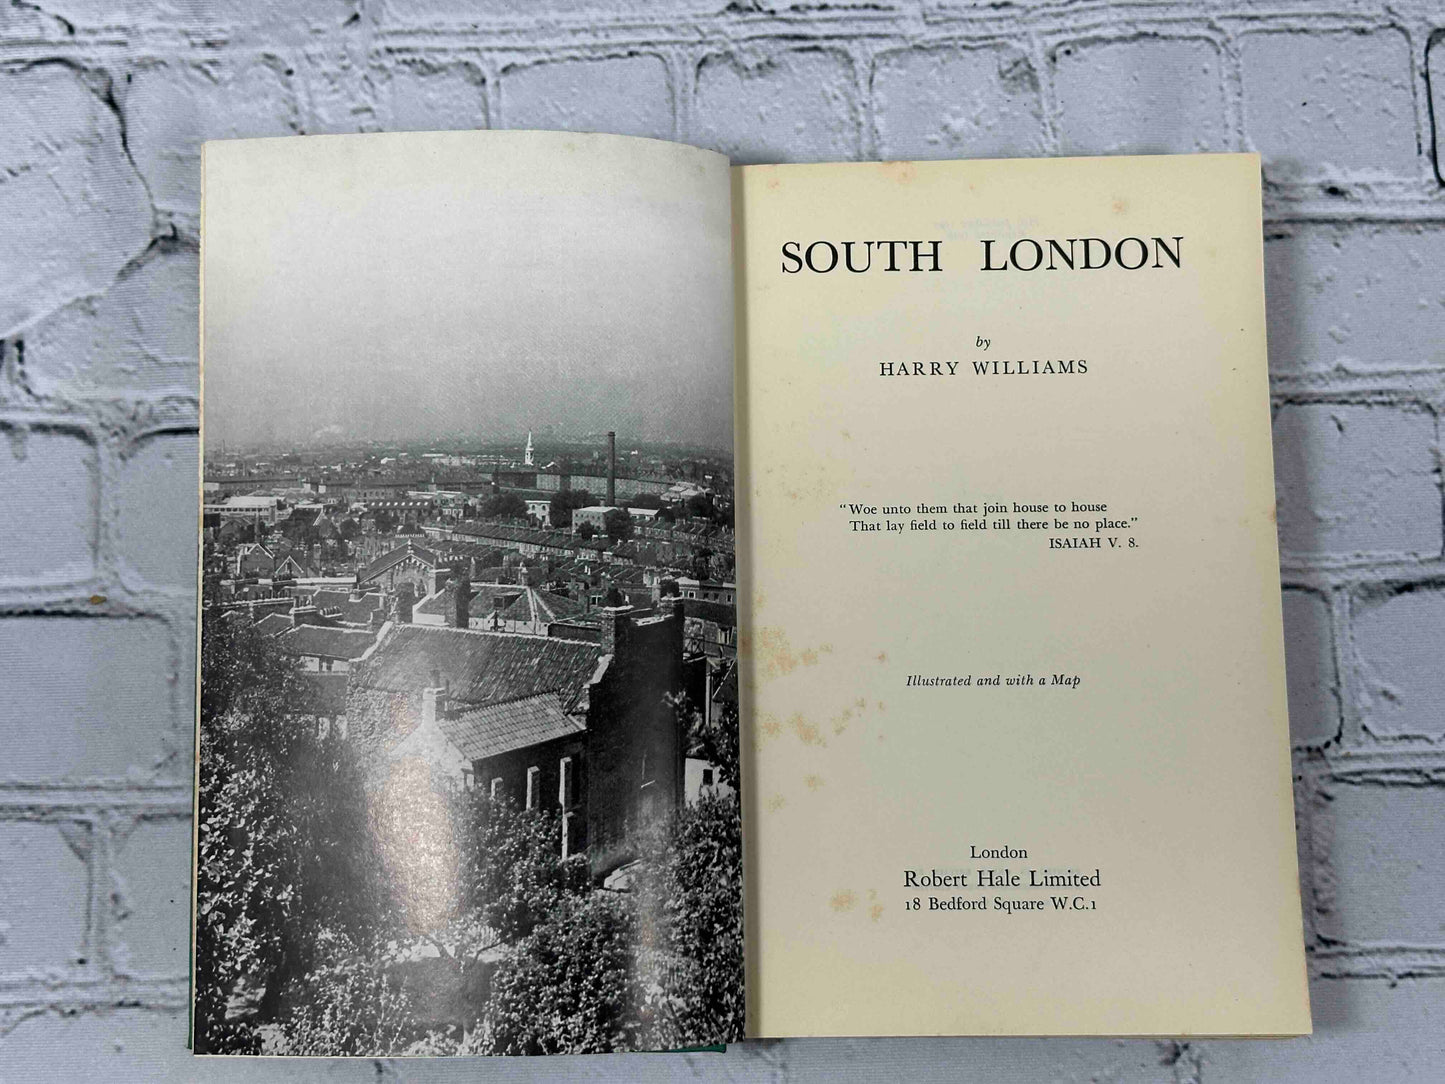 SOUTH LONDON
by
HARRY WILLIAMS
"Woe unto them that join house to house
That lay field to field till there be no place."
ISAIAH V. 8.
Illustrated and with a Map
London
Robert Hale Limited
18 Bedford Square W.C.1